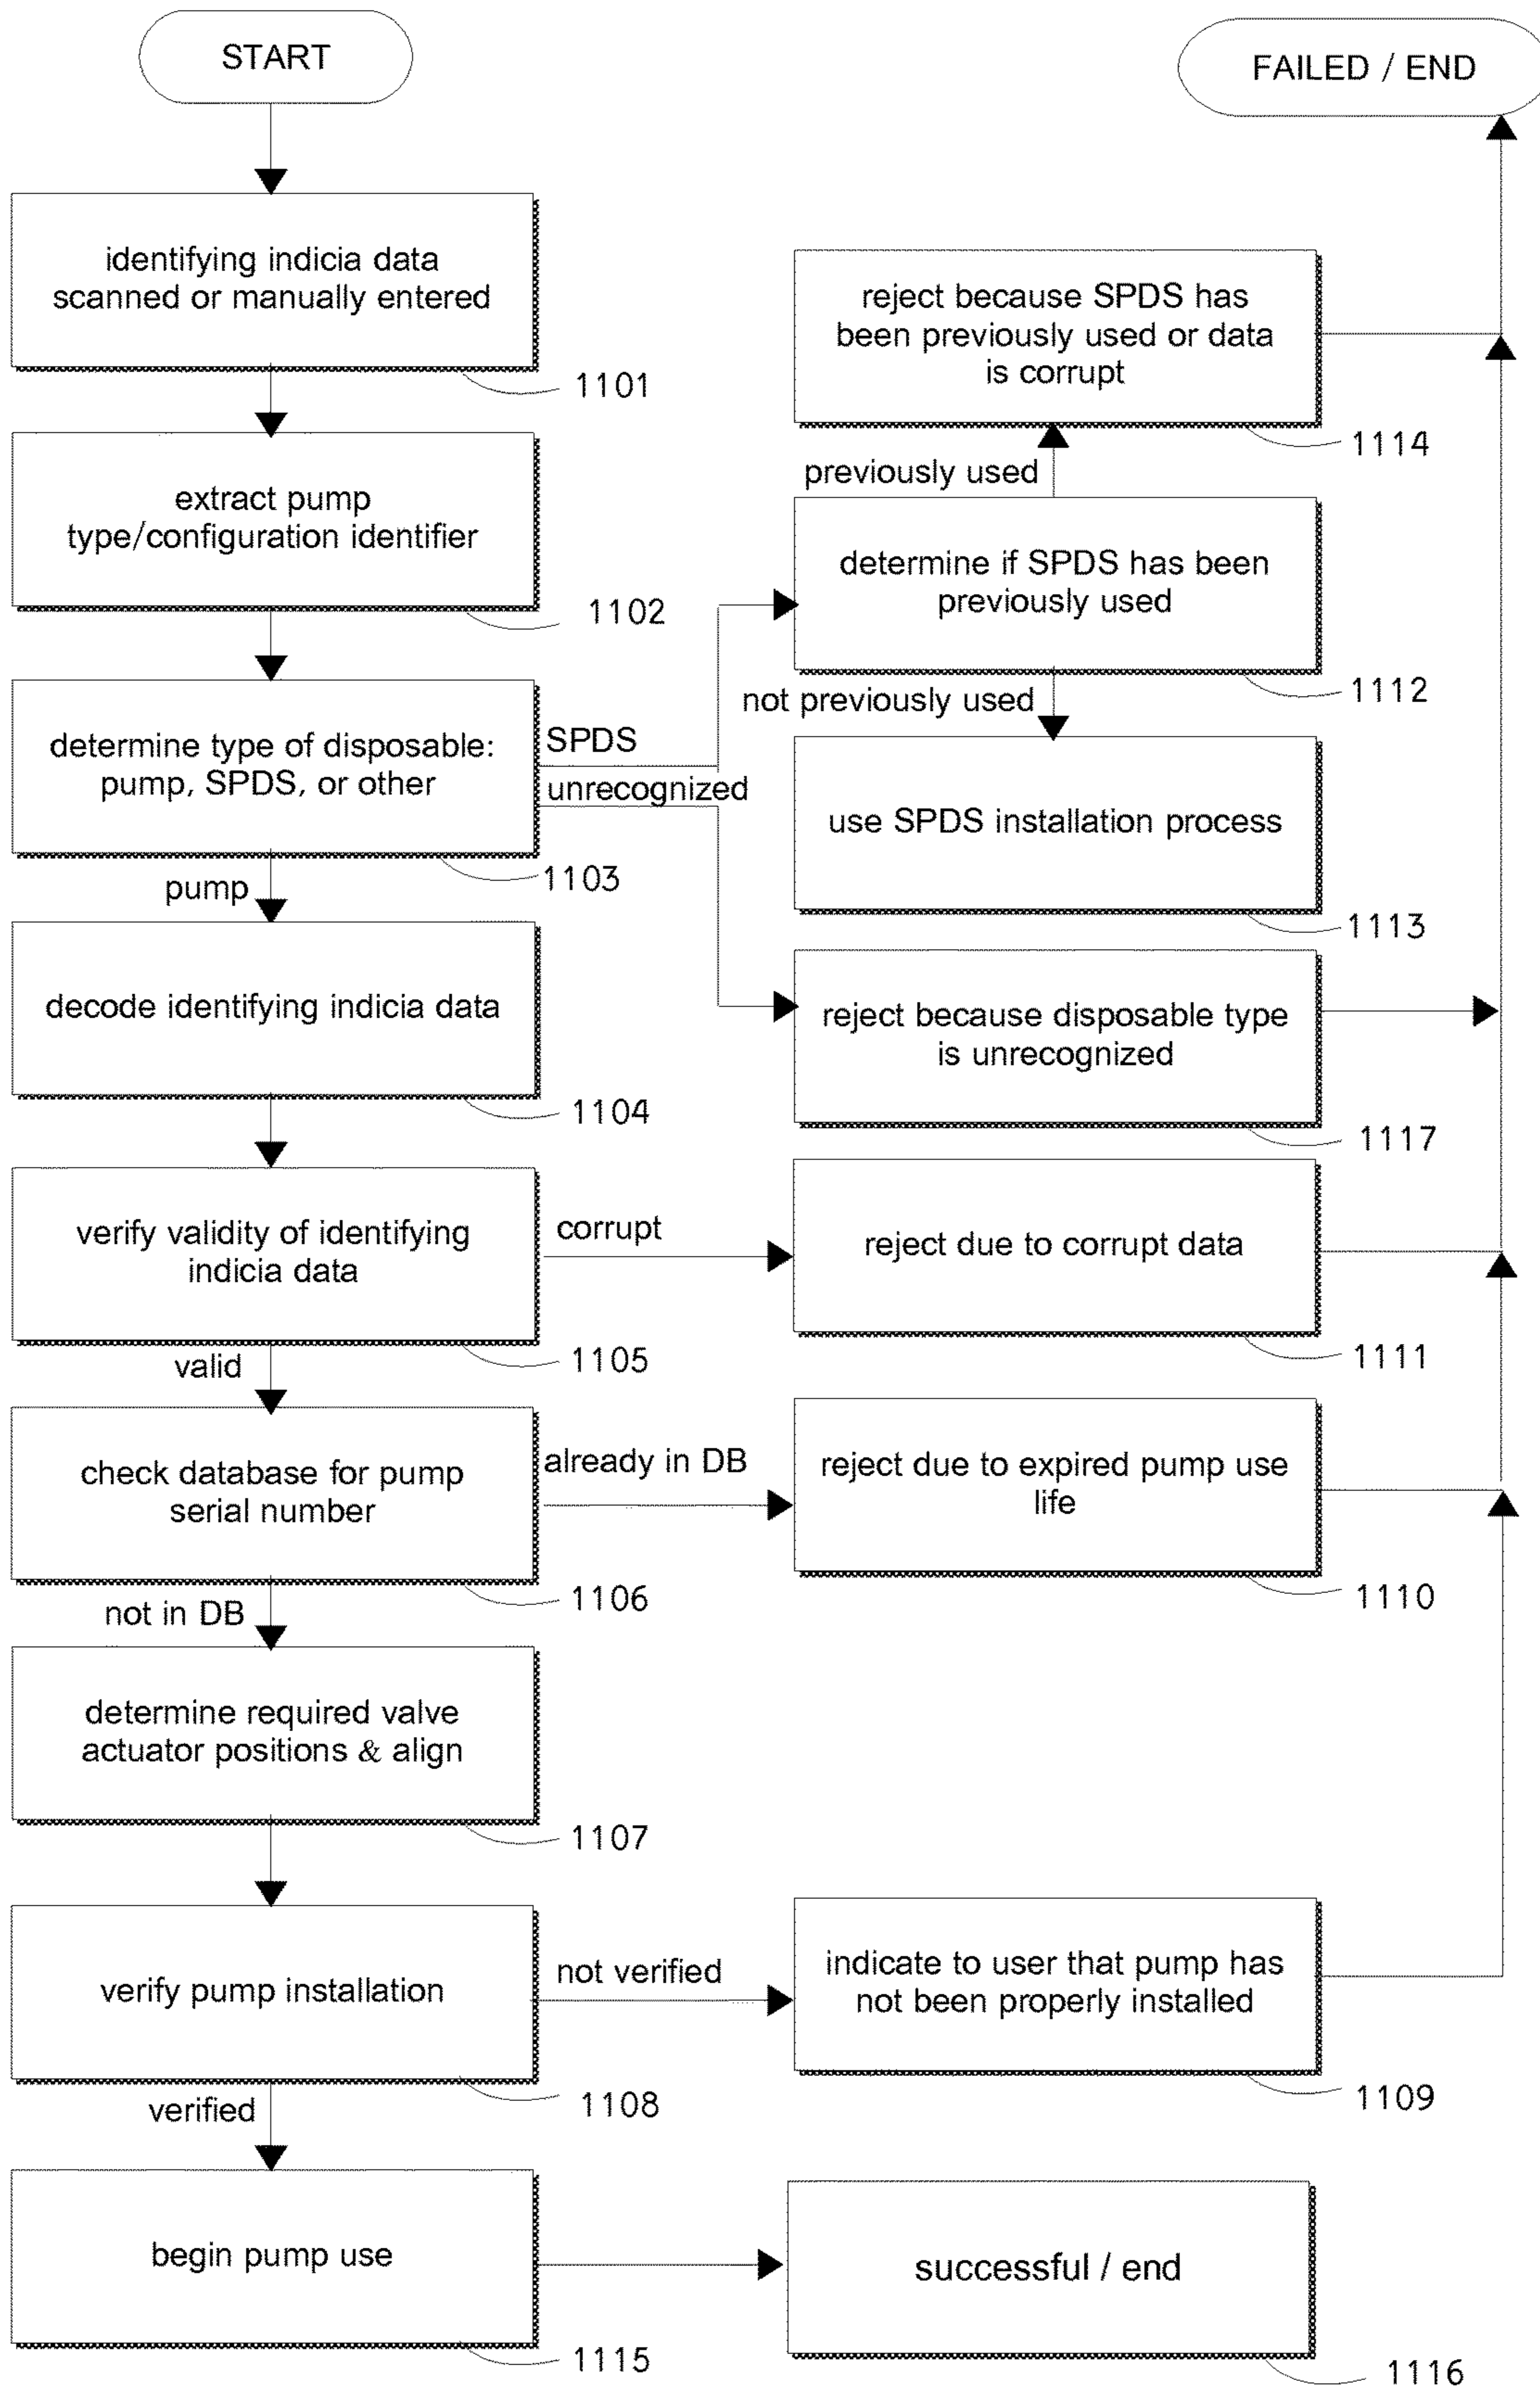 START
FAILED / END
identifying indicia data
scanned or manually entered
1101
reject because SPDS has
been previously used or data
is corrupt
1114
extract pump
type/configuration identifier
1102
previously used
determine if SPDS has been
previously used
1112
not previously used
determine type of disposable:
pump, SPDS, or other
1103
SPDS
unrecognized
pump
use SPDS installation process
1113
decode identifying indicia data
1104
reject because disposable type
is unrecognized
1117
verify validity of identifying
indicia data
1105
corrupt
reject due to corrupt data
1111
valid
check database for pump
serial number
1106
already in DB
reject due to expired pump use
life
1110
not in DB
determine required valve
actuator positions & align
1107
verify pump installation
1108
not verified
indicate to user that pump has
not been properly installed
1109
verified
begin pump use
1115
successful / end
1116